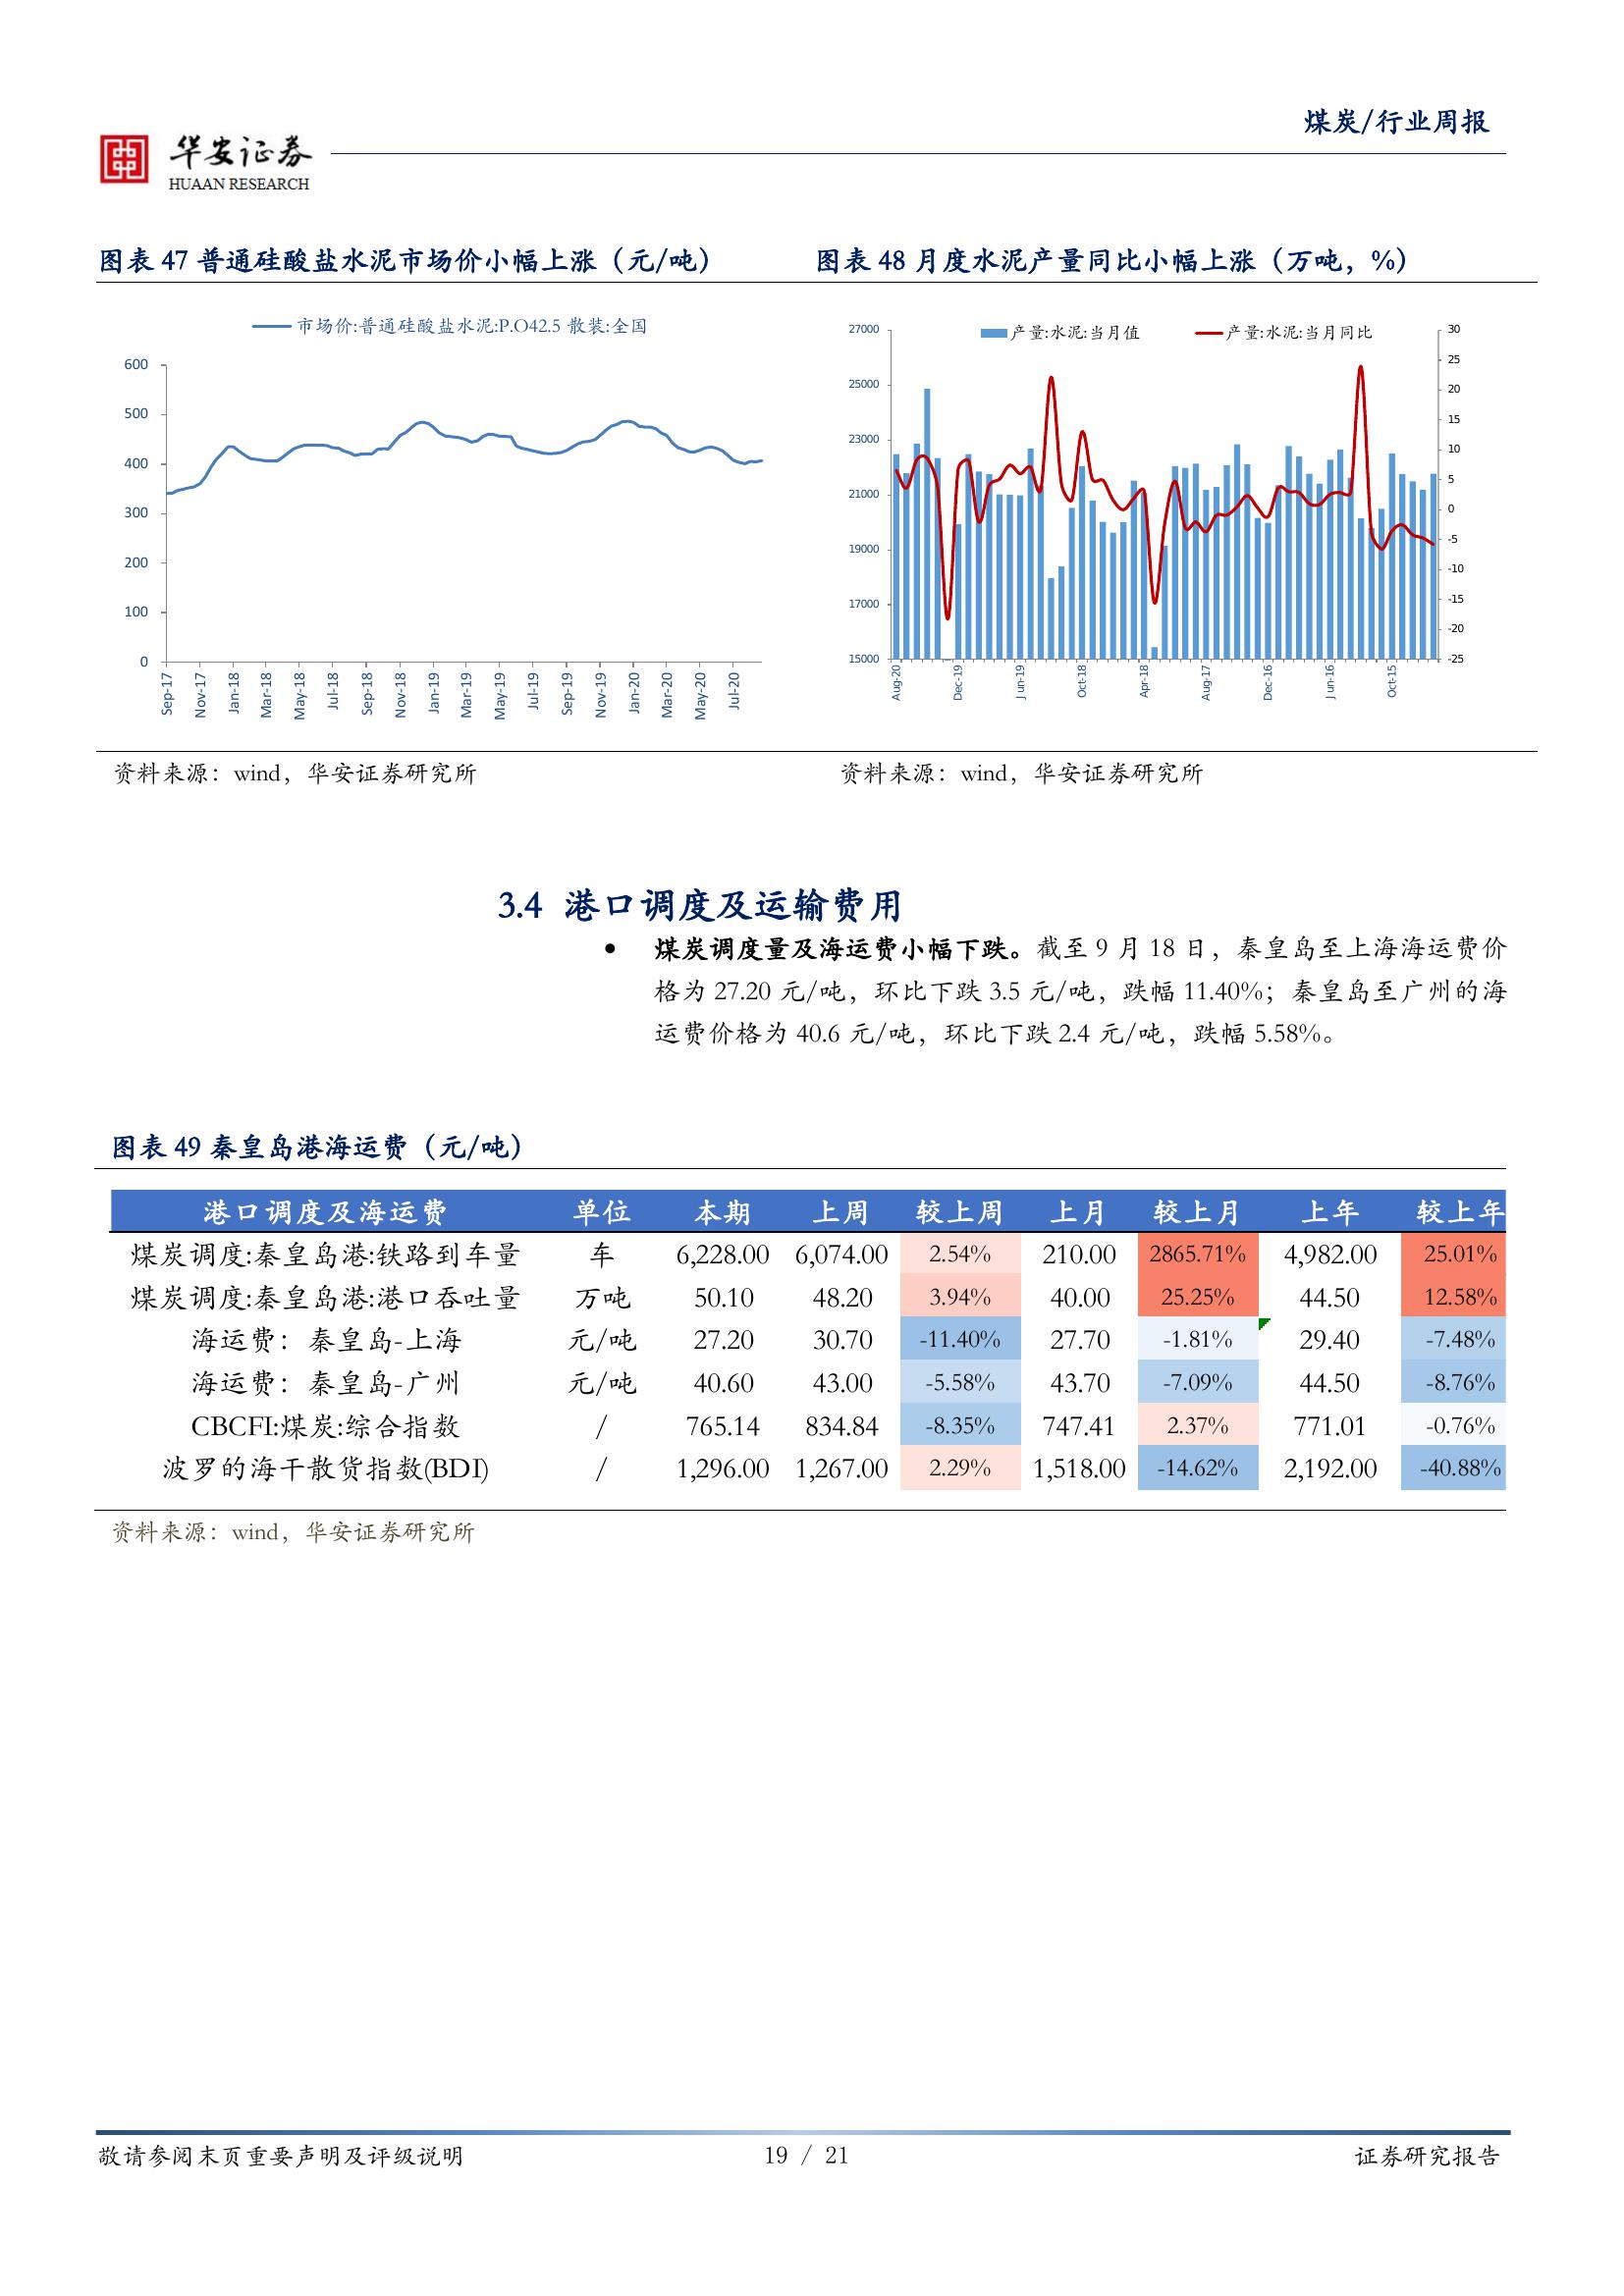 煤炭/行业周报
华安证券
HUAAN RESEARCH
图表 47 普通硅酸盐水泥市场价小幅上涨（元/吨）
图表 48 月度水泥产量同比小幅上涨（万吨，%）
市场价:普通硅酸盐水泥:P.O42.5 散装:全国
600
500
400
300
200
100
0
Sep-17 Nov-17 Jan-18 Mar-18 May-18 Jul-18 Sep-18 Nov-18 Jan-19 Mar-19 May-19 Jul-19 Sep-19 Nov-19 Jan-20 Mar-20 May-20 Jul-20
产量:水泥:当月值 产量:水泥:当月同比
27000
25000
23000
21000
19000
17000
15000
30
25
20
15
10
5
0
-5
-10
-15
-20
-25
Aug-20 Dec-19 Jun-19 Oct-18 Apr-18 Aug-17 Dec-16 Jun-16 Oct-15
资料来源：wind，华安证券研究所
资料来源：wind，华安证券研究所
3.4 港口调度及运输费用
• 煤炭调度量及海运费小幅下跌。截至 9 月 18 日，秦皇岛至上海海运费价
格为 27.20 元/吨，环比下跌 3.5 元/吨，跌幅 11.40%；秦皇岛至广州的海
运费价格为 40.6 元/吨，环比下跌 2.4 元/吨，跌幅 5.58%。
图表 49 秦皇岛港海运费（元/吨）
港口调度及海运费 单位 本期 上周 较上周 上月 较上月 上年 较上年
煤炭调度:秦皇岛港:铁路到车量 车 6,228.00 6,074.00 2.54% 210.00 2865.71% 4,982.00 25.01%
煤炭调度:秦皇岛港:港口吞吐量 万吨 50.10 48.20 3.94% 40.00 25.25% 44.50 12.58%
海运费：秦皇岛-上海 元/吨 27.20 30.70 -11.40% 27.70 -1.81% 29.40 -7.48%
海运费：秦皇岛-广州 元/吨 40.60 43.00 -5.58% 43.70 -7.09% 44.50 -8.76%
CBCFI:煤炭:综合指数 / 765.14 834.84 -8.35% 747.41 2.37% 771.01 -0.76%
波罗的海干散货指数(BDI) / 1,296.00 1,267.00 2.29% 1,518.00 -14.62% 2,192.00 -40.88%
资料来源：wind，华安证券研究所
敬请参阅末页重要声明及评级说明 19 / 21 证券研究报告